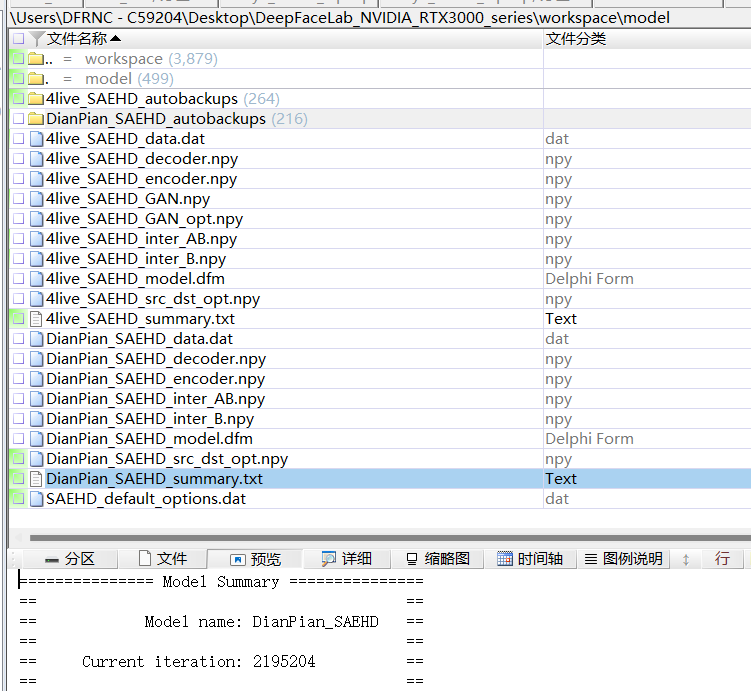 \Users\DFRNC - C59204\Desktop\DeepFaceLab_NVIDIA_RTX3000_series\workspace\model
文件名称 文件分类
.. = workspace (3,879)
. = model (499)
4live_SAEHD_autobackups (264)
DianPian_SAEHD_autobackups (216)
4live_SAEHD_data.dat dat
4live_SAEHD_decoder.npy npy
4live_SAEHD_encoder.npy npy
4live_SAEHD_GAN.npy npy
4live_SAEHD_GAN_opt.npy npy
4live_SAEHD_inter_AB.npy npy
4live_SAEHD_inter_B.npy npy
4live_SAEHD_model.dfm Delphi Form
4live_SAEHD_src_dst_opt.npy npy
4live_SAEHD_summary.txt Text
DianPian_SAEHD_data.dat dat
DianPian_SAEHD_decoder.npy npy
DianPian_SAEHD_encoder.npy npy
DianPian_SAEHD_inter_AB.npy npy
DianPian_SAEHD_inter_B.npy npy
DianPian_SAEHD_model.dfm Delphi Form
DianPian_SAEHD_src_dst_opt.npy npy
DianPian_SAEHD_summary.txt Text
SAEHD_default_options.dat dat
分区 文件 预览 详细 缩略图 时间轴 图例说明 行
=============== Model Summary ===============
== ==
== Model name: DianPian_SAEHD ==
== ==
== Current iteration: 2195204 ==
== ==